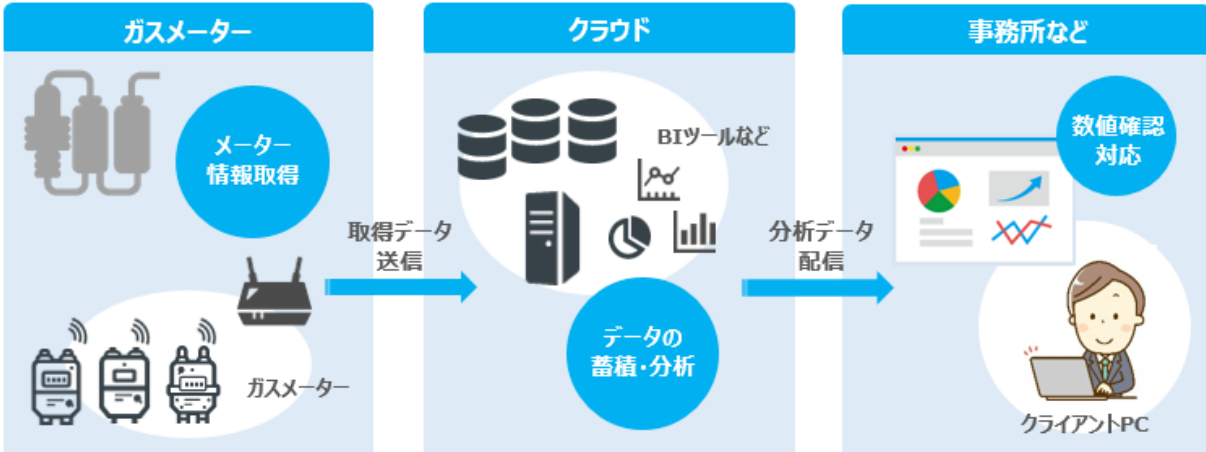 ガスメーター
メーター
情報取得
ガスメーター
取得データ
送信
クラウド
BIツールなど
データの
蓄積・分析
分析データ
配信
事務所など
数値確認
対応
クライアントPC